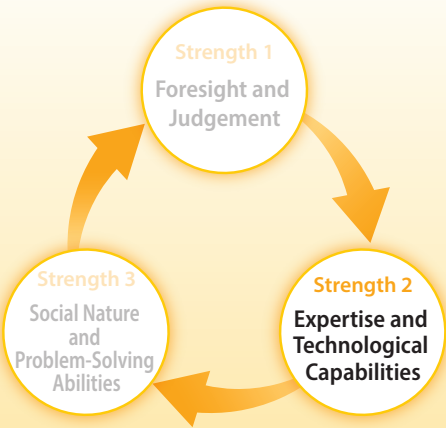 Strength 1
Foresight and
Judgement
Strength 2
Expertise and
Technological
Capabilities
Strength 3
Social Nature
and
Problem-Solving
Abilities